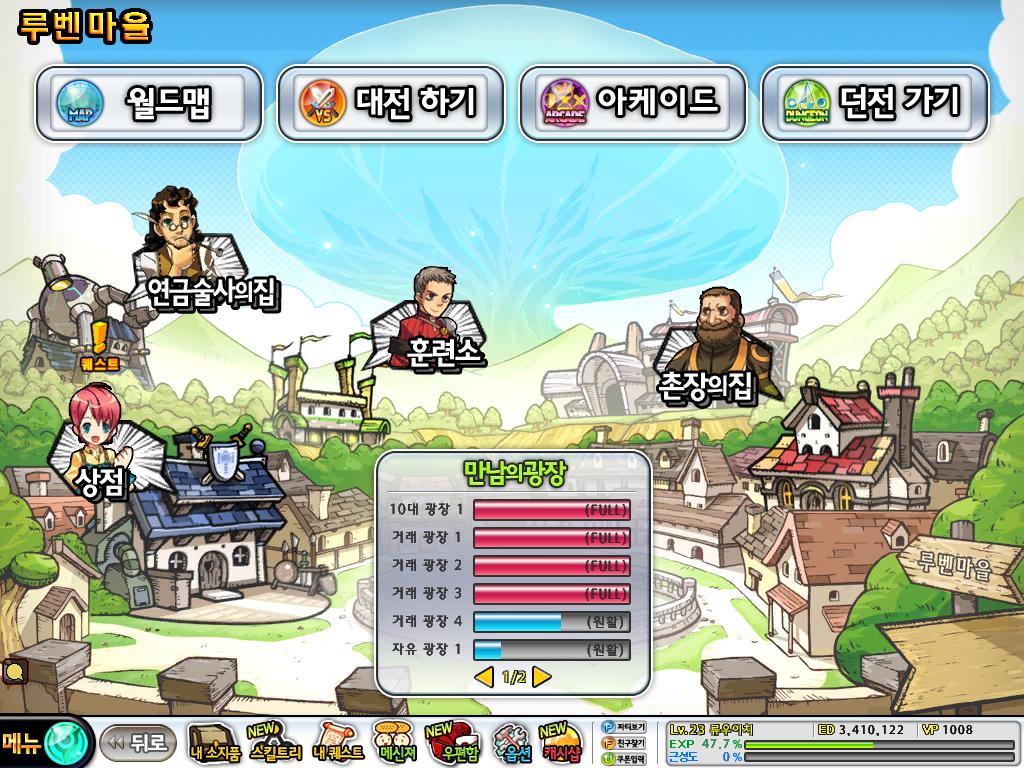 루벤마을
MAP 월드맵
VS 대전 하기
ARCADE 아케이드
DUNGEON 던전 가기
연금술사의집
훈련소
촌장의집
퀘스트
상점
만남의광장
10대 광장 1 (FULL)
거래 광장 1 (FULL)
거래 광장 2 (FULL)
거래 광장 3 (FULL)
거래 광장 4 (원활)
자유 광장 1 (원활)
1/2
루벤마을
메뉴
뒤로
내 소지품
NEW 스킬트리
내 퀘스트
메신져
NEW 우편함
옵션
NEW 캐시샵
P 파티보기
F 친구찾기
U 쿠폰입력
Lv.23 류우이치
ED 3,410,122
VP 1008
EXP 47.7%
근성도 0%